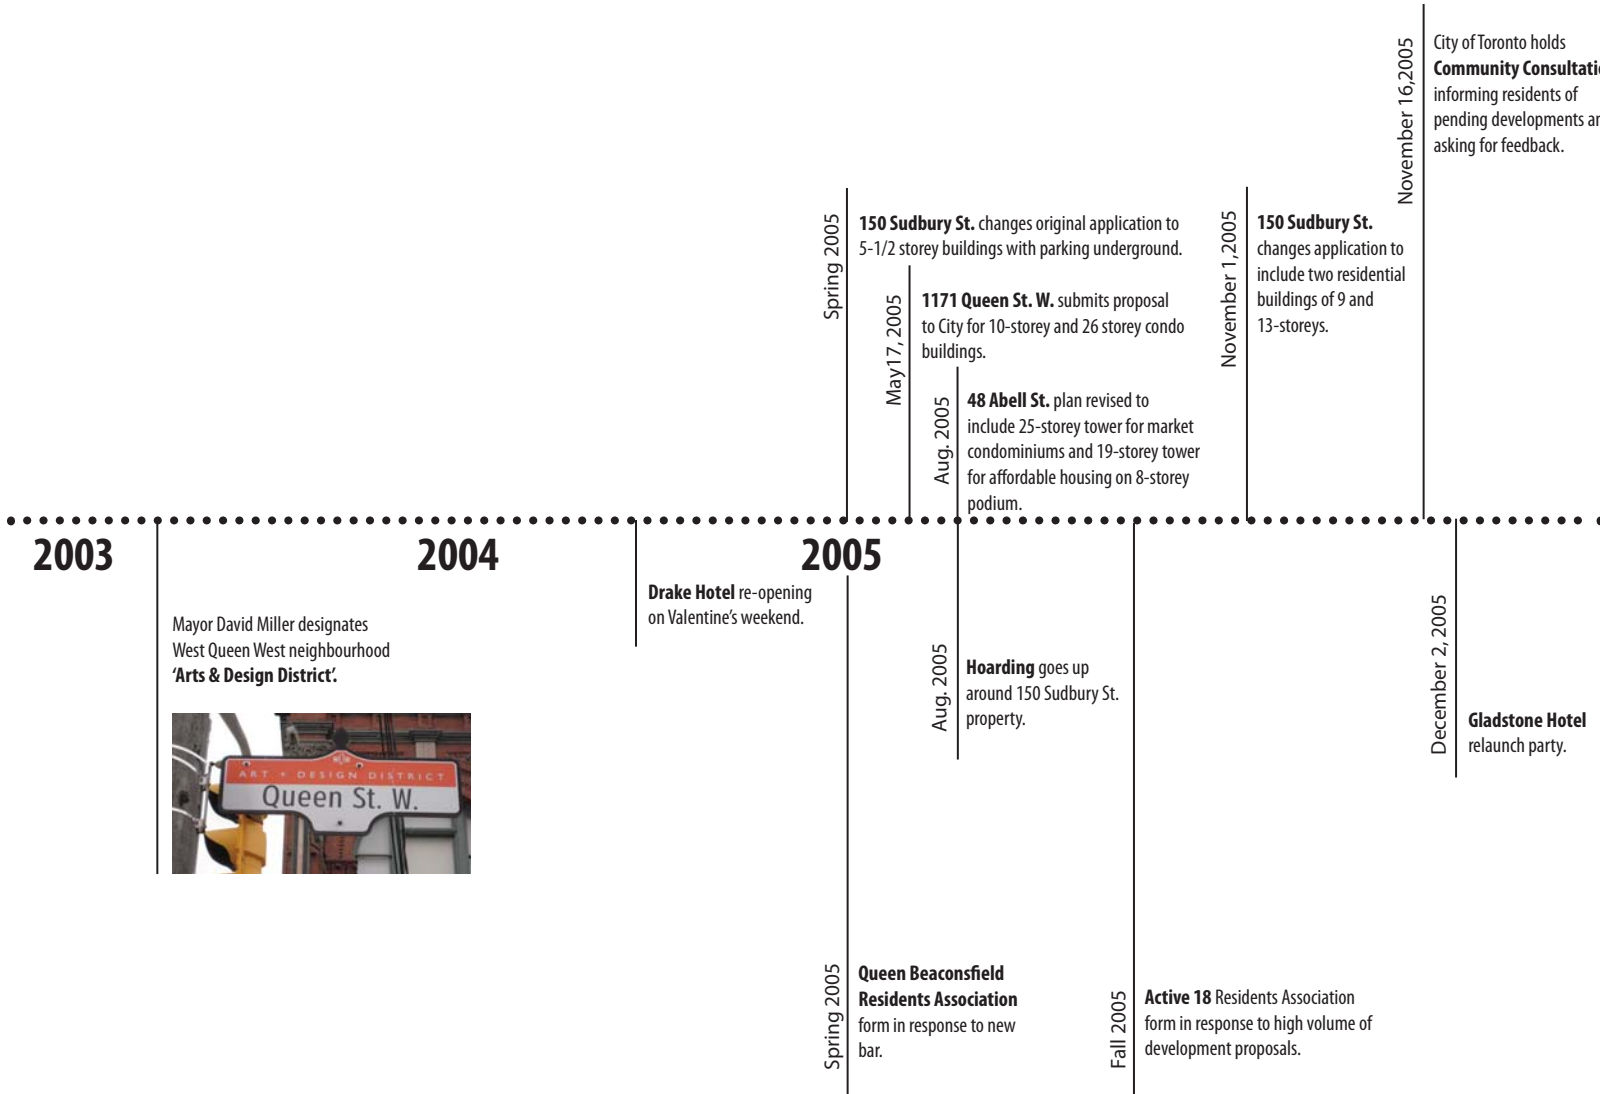 November 16,2005
City of Toronto holds
Community Consultatio
informing residents of
pending developments an
asking for feedback.
Spring 2005
150 Sudbury St. changes original application to
5-1/2 storey buildings with parking underground.
May17, 2005
1171 Queen St. W. submits proposal
to City for 10-storey and 26 storey condo
buildings.
Aug. 2005
48 Abell St. plan revised to
include 25-storey tower for market
condominiums and 19-storey tower
for affordable housing on 8-storey
podium.
November 1,2005
150 Sudbury St.
changes application to
include two residential
buildings of 9 and
13-storeys.
2003
2004
2005
Mayor David Miller designates
West Queen West neighbourhood
‘Arts & Design District’.
ART + DESIGN DISTRICT
Queen St. W.
Drake Hotel re-opening
on Valentine’s weekend.
Aug. 2005
Hoarding goes up
around 150 Sudbury St.
property.
December 2, 2005
Gladstone Hotel
relaunch party.
Spring 2005
Queen Beaconsfield
Residents Association
form in response to new
bar.
Fall 2005
Active 18 Residents Association
form in response to high volume of
development proposals.